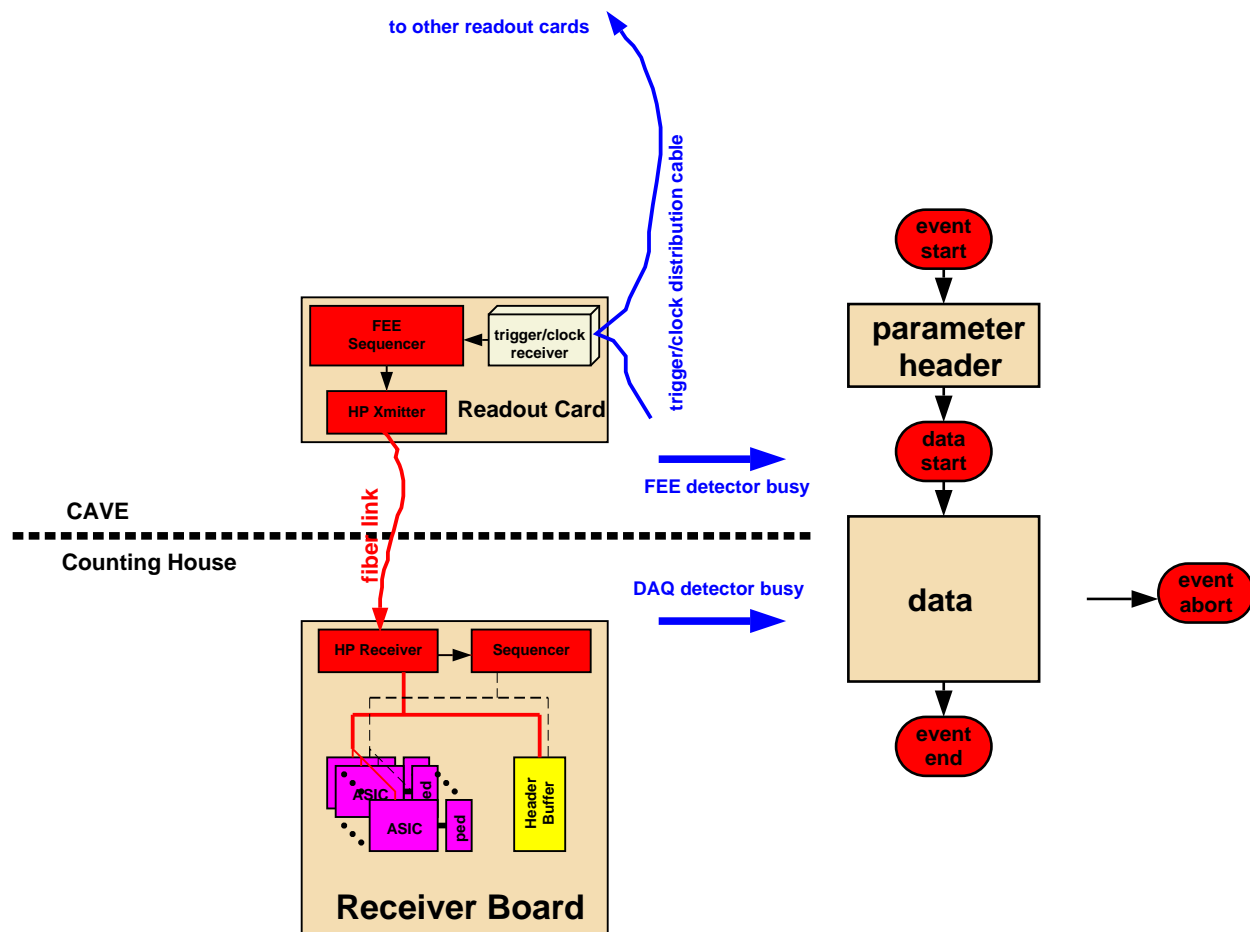 to other readout cards
trigger/clock distribution cable
FEE
Sequencer
trigger/clock
receiver
HP Xmitter
Readout Card
FEE detector busy
CAVE
Counting House
fiber link
DAQ detector busy
HP Receiver
Sequencer
ASIC
ed
ASIC
ped
Header
Buffer
Receiver Board
event
start
parameter
header
data
start
data
event
abort
event
end